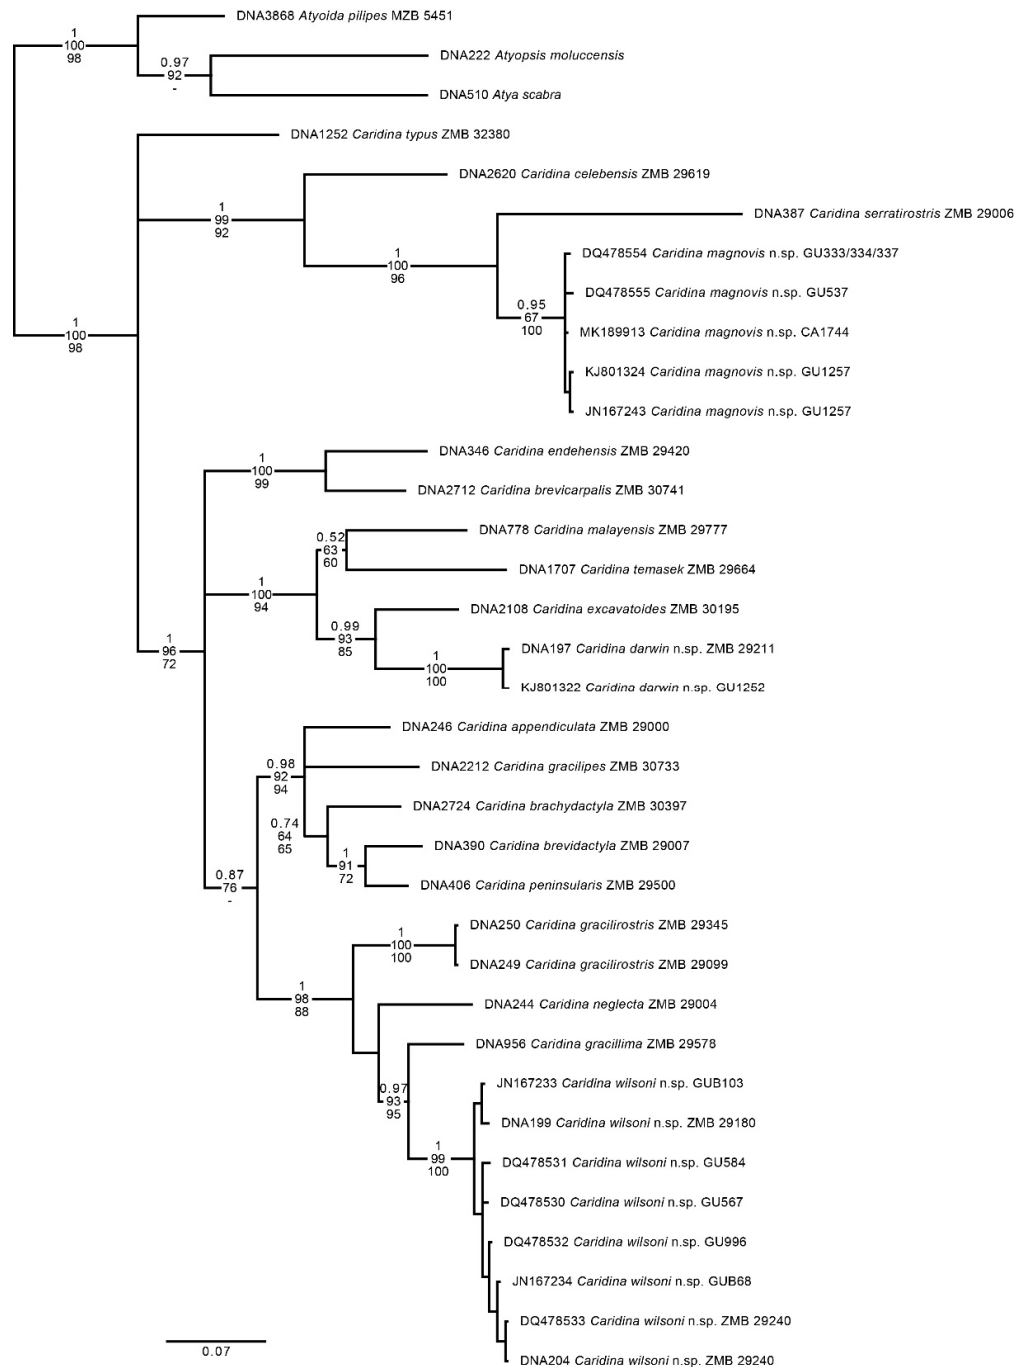 DNA3868 Atyoida pilipes MZB 5451
1
100
98
DNA222 Atyopsis moluccensis
0.97
92
-
DNA510 Atya scabra
DNA1252 Caridina typus ZMB 32380
DNA2620 Caridina celebensis ZMB 29619
1
99
92
DNA387 Caridina serratirostris ZMB 29006
1
100
96
DQ478554 Caridina magnovis n.sp. GU333/334/337
DQ478555 Caridina magnovis n.sp. GU537
0.95
67
100
MK189913 Caridina magnovis n.sp. CA1744
1
100
98
KJ801324 Caridina magnovis n.sp. GU1257
JN167243 Caridina magnovis n.sp. GU1257
DNA346 Caridina endehensis ZMB 29420
1
100
99
DNA2712 Caridina brevicarpalis ZMB 30741
DNA778 Caridina malayensis ZMB 29777
0.52
63
60
DNA1707 Caridina temasek ZMB 29664
1
100
94
DNA2108 Caridina excavatoides ZMB 30195
0.99
93
85
DNA197 Caridina darwin n.sp. ZMB 29211
1
100
100
KJ801322 Caridina darwin n.sp. GU1252
1
96
72
DNA246 Caridina appendiculata ZMB 29000
DNA2212 Caridina gracilipes ZMB 30733
0.98
92
94
DNA2724 Caridina brachydactyla ZMB 30397
0.74
64
65
DNA390 Caridina brevidactyla ZMB 29007
1
91
72
DNA406 Caridina peninsularis ZMB 29500
0.87
76
-
DNA250 Caridina gracilirostris ZMB 29345
1
100
100
DNA249 Caridina gracilirostris ZMB 29099
1
98
88
DNA244 Caridina neglecta ZMB 29004
DNA956 Caridina gracillima ZMB 29578
0.97
93
95
JN167233 Caridina wilsoni n.sp. GUB103
DNA199 Caridina wilsoni n.sp. ZMB 29180
1
99
100
DQ478531 Caridina wilsoni n.sp. GU584
DQ478530 Caridina wilsoni n.sp. GU567
DQ478532 Caridina wilsoni n.sp. GU996
JN167234 Caridina wilsoni n.sp. GUB68
DQ478533 Caridina wilsoni n.sp. ZMB 29240
0.07
DNA204 Caridina wilsoni n.sp. ZMB 29240